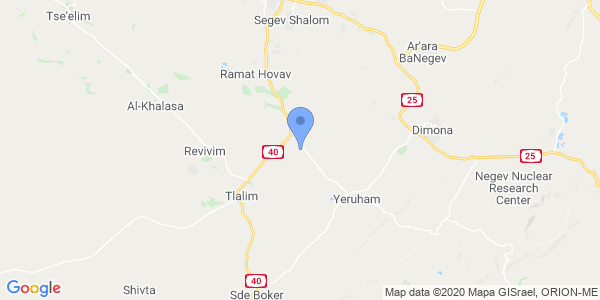 Tse'elim
Segev Shalom
Ar'ara
BaNegev
Ramat Hovav
25
Al-Khalasa
Dimona
40
Revivim
25
Negev Nuclear
Research
Center
Tlalim
Yeruham
40
Shivta
Sde Boker
Google
Map data ©2020 Mapa GISrael, ORION-ME